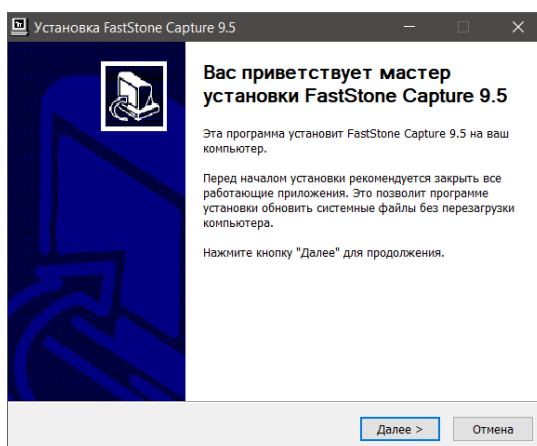 Установка FastStone Capture 9.5
Вас приветствует мастер
установки FastStone Capture 9.5
Эта программа установит FastStone Capture 9.5 на ваш
компьютер.
Перед началом установки рекомендуется закрыть все
работающие приложения. Это позволит программе
установки обновить системные файлы без перезагрузки
компьютера.
Нажмите кнопку "Далее" для продолжения.
Далее >
Отмена